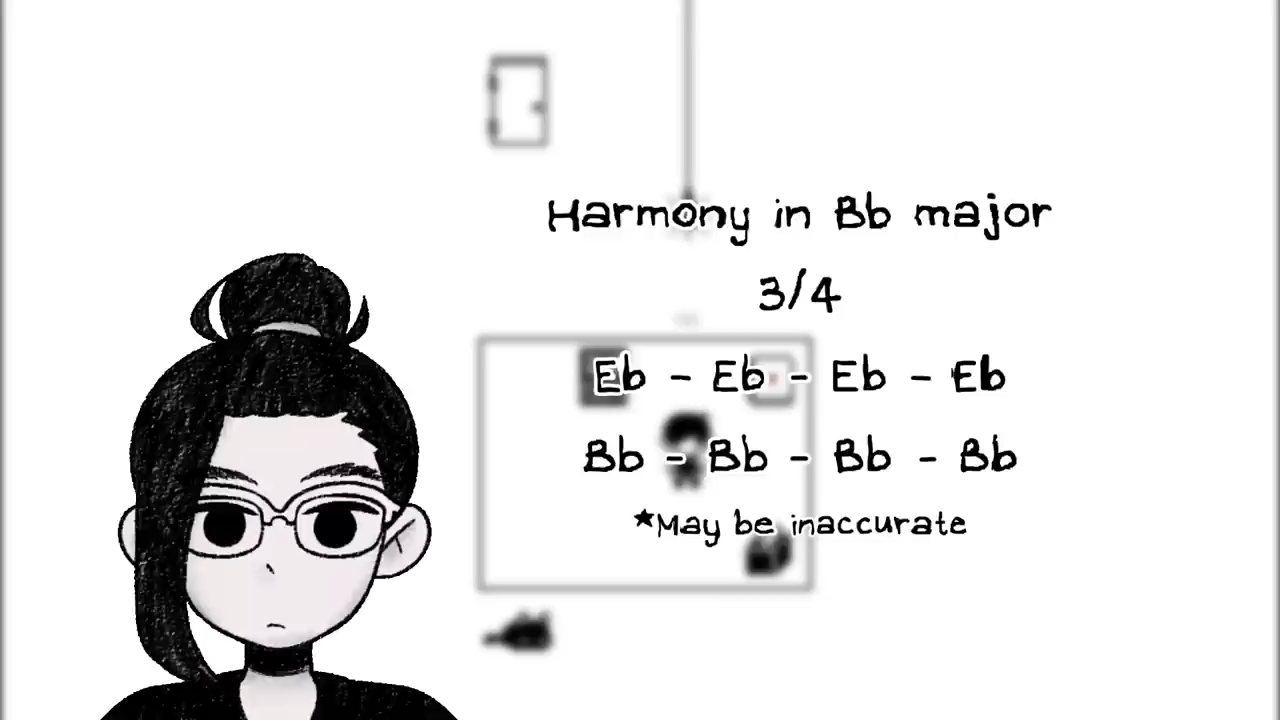 Harmony in Bb major
3/4
Eb - Eb - Eb - Eb
Bb - Bb - Bb - Bb
*May be inaccurate